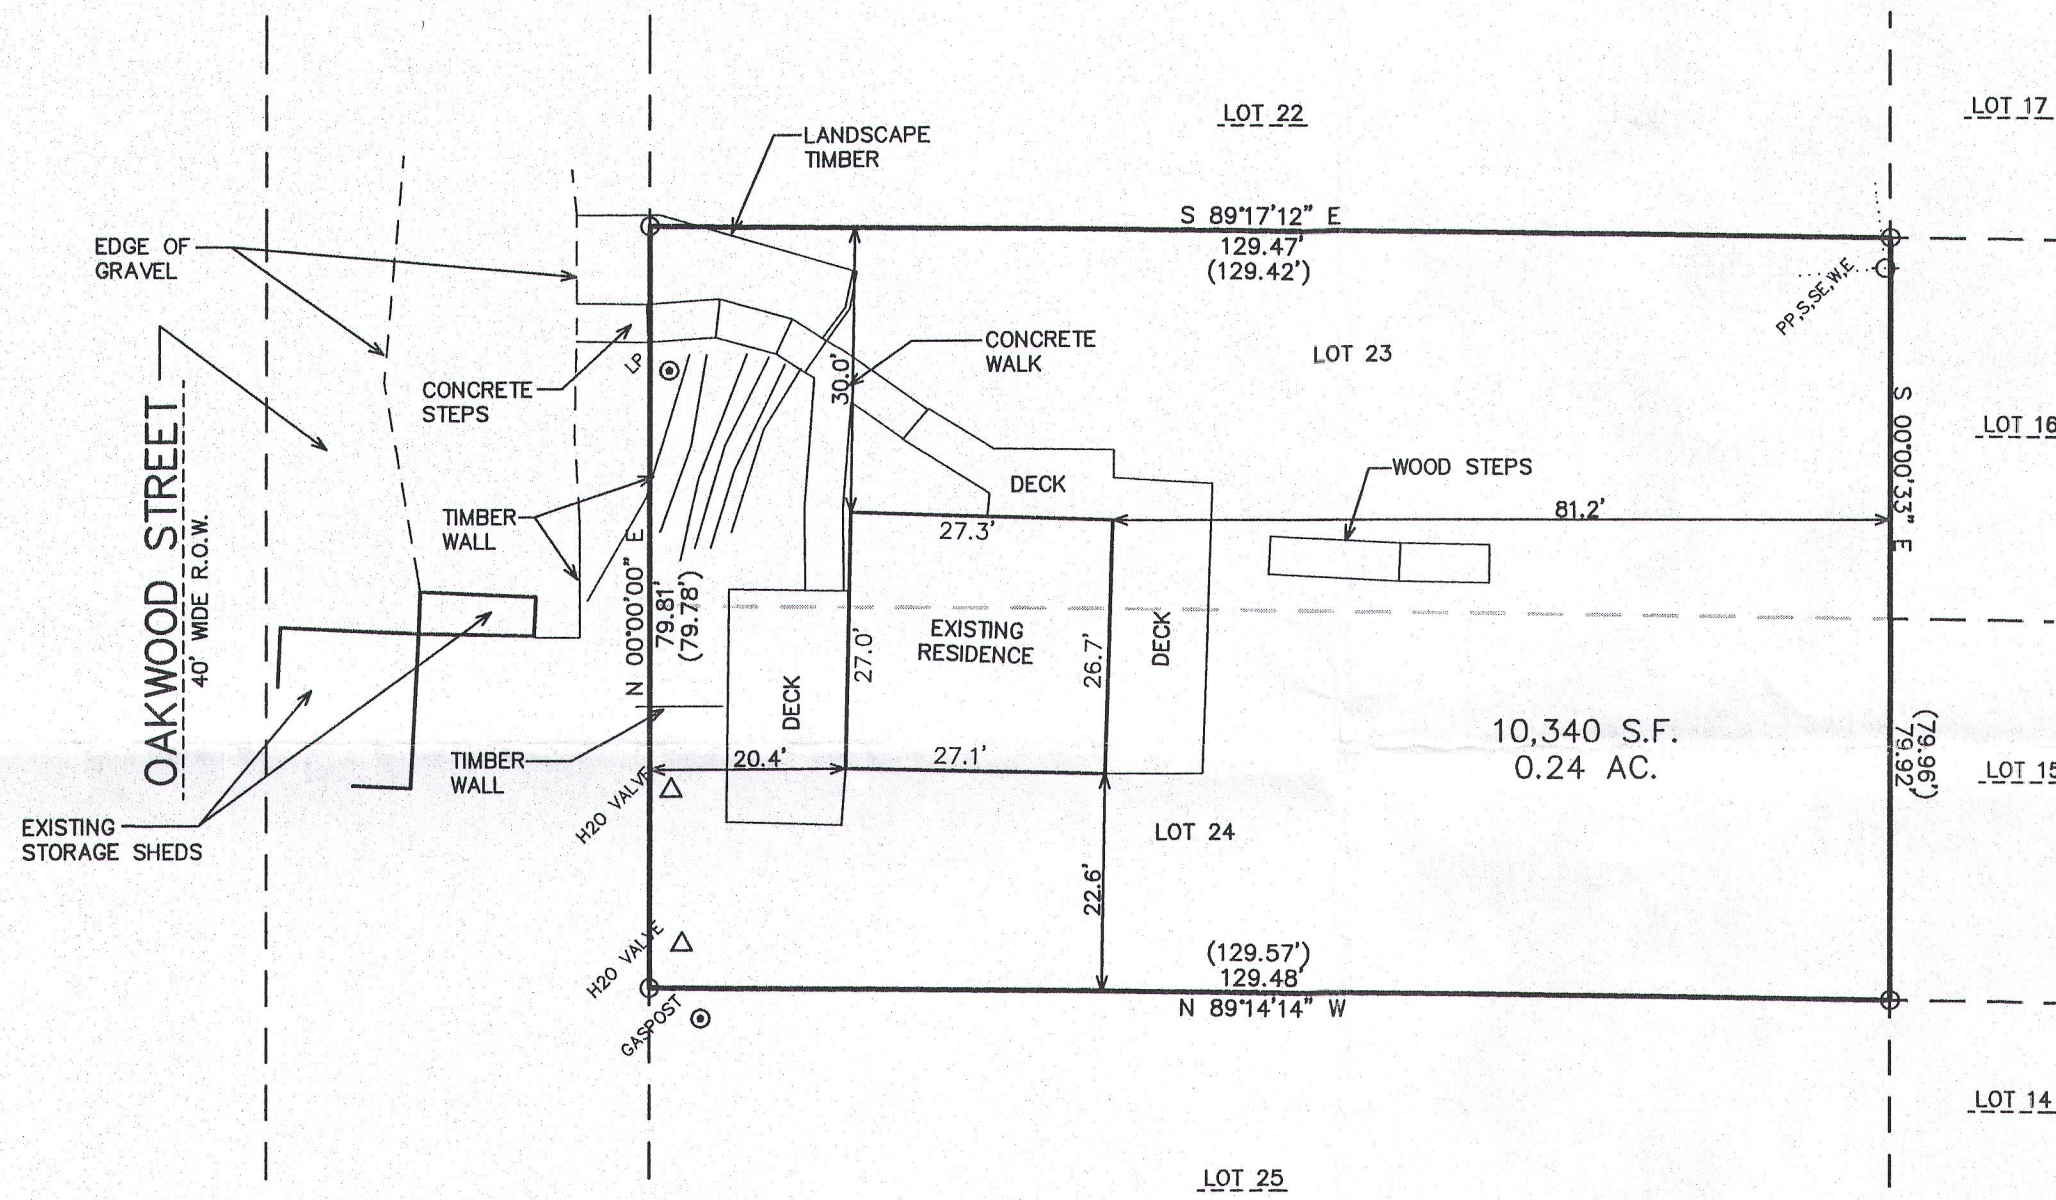 LOT 22
LOT 17
LANDSCAPE
TIMBER
S 89°17'12" E
129.47'
(129.42')
EDGE OF
GRAVEL
PP,S,SE,W,E
CONCRETE
WALK
LOT 23
LP
30.0'
CONCRETE
STEPS
S 00°00'33" E
LOT 16
OAKWOOD STREET
40' WIDE R.O.W.
DECK
WOOD STEPS
81.2'
TIMBER
WALL
27.3'
N 00°00'00" E
79.81'
(79.78')
27.0'
EXISTING
RESIDENCE
26.7'
DECK
DECK
10,340 S.F.
0.24 AC.
(79.96')
79.92'
TIMBER
WALL
20.4'
27.1'
LOT 15
H2O VALVE
EXISTING
STORAGE SHEDS
LOT 24
22.6'
H2O VALVE
(129.57')
129.48'
N 89°14'14" W
GASPOST
LOT 14
LOT 25